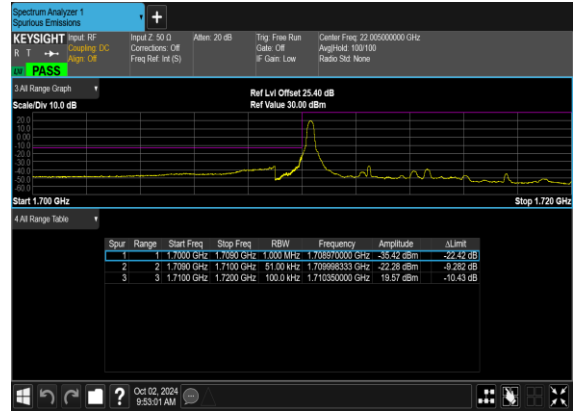 Spectrum Analyzer 1
Spurious Emissions
+
KEYSIGHT Input: RF Input Z: 50 Ω Atten: 20 dB Trig: Free Run Center Freq: 22.005000000 GHz
R T Coupling: DC Corrections: Off Gate: Off Avg|Hold: 100/100
Align: Off Freq Ref: Int (S) IF Gain: Low Radio Std: None
PASS
3 All Range Graph
Ref Lvl Offset 25.40 dB
Scale/Div 10.0 dB Ref Value 30.00 dBm
20.0
10.0
0.00
-10.0
-20.0
-30.0
-40.0
-50.0
-60.0
Start 1.700 GHz Stop 1.720 GHz
4 All Range Table
Spur Range Start Freq Stop Freq RBW Frequency Amplitude ΔLimit
1 1 1.7000 GHz 1.7090 GHz 1.000 MHz 1.708970000 GHz -35.42 dBm -22.42 dB
2 2 1.7090 GHz 1.7100 GHz 51.00 kHz 1.709998333 GHz -22.28 dBm -9.282 dB
3 3 1.7100 GHz 1.7200 GHz 100.0 kHz 1.710350000 GHz 19.57 dBm -10.43 dB
? Oct 02, 2024
9:53:01 AM